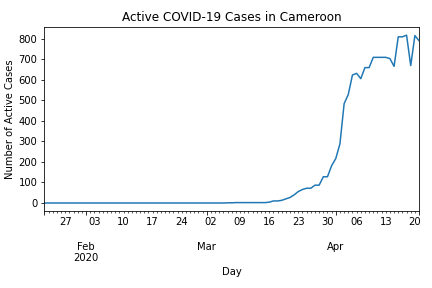 Active COVID-19 Cases in Cameroon
Number of Active Cases
800
700
600
500
400
300
200
100
0
27 03 10 17 24 02 09 16 23 30 06 13 20
Feb Mar Apr
2020
Day